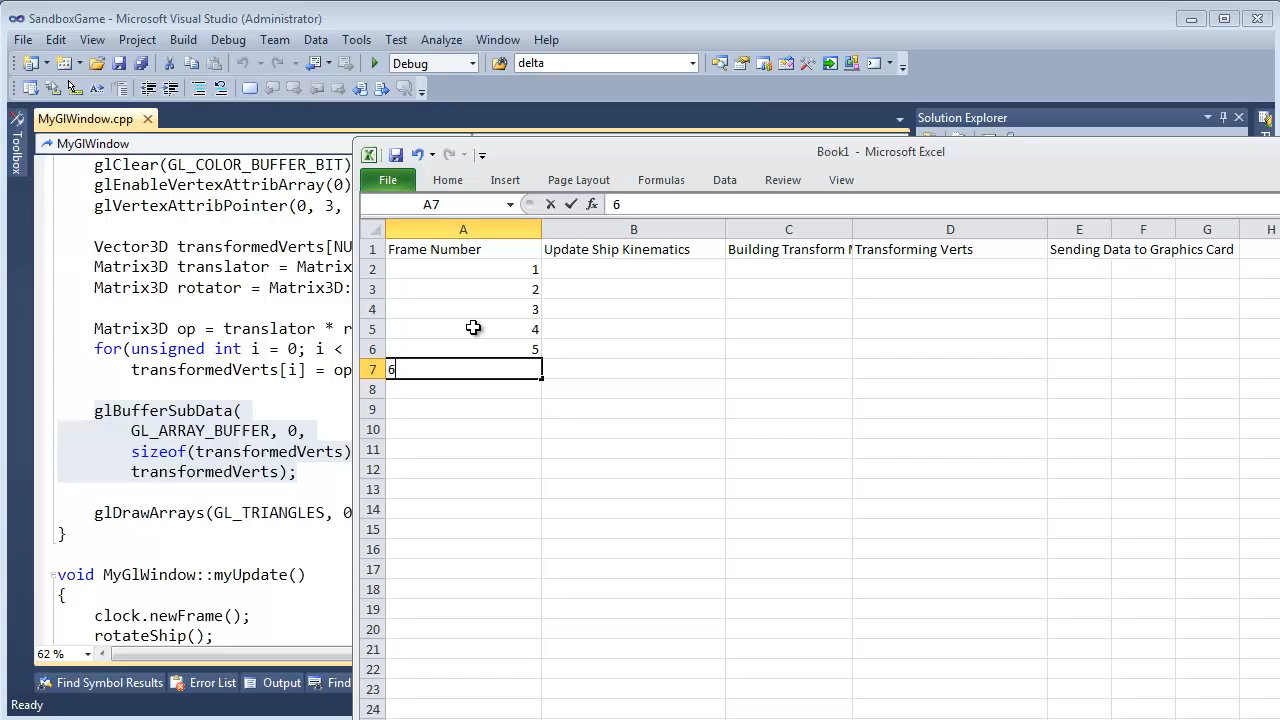 SandboxGame - Microsoft Visual Studio (Administrator)
File Edit View Project Build Debug Team Data Tools Test Analyze Window Help
Debug delta
MyGlWindow.cpp Solution Explorer
MyGlWindow
Toolbox
glClear(GL_COLOR_BUFFER_BIT)
glEnableVertexAttribArray(0)
glVertexAttribPointer(0, 3,
Vector3D transformedVerts[NU
Matrix3D translator = Matrix
Matrix3D rotator = Matrix3D:
Matrix3D op = translator * r
for(unsigned int i = 0; i <
transformedVerts[i] = op
glBufferSubData(
GL_ARRAY_BUFFER, 0,
sizeof(transformedVerts)
transformedVerts);
glDrawArrays(GL_TRIANGLES, 0
}
void MyGlWindow::myUpdate()
{
clock.newFrame();
rotateShip();
62 %
Find Symbol Results Error List Output Find
Ready
Book1 - Microsoft Excel
File Home Insert Page Layout Formulas Data Review View
A7 fx 6
A B C D E F G H
1 Frame Number Update Ship Kinematics Building Transform M Transforming Verts Sending Data to Graphics Card
2 1
3 2
4 3
5 4
6 5
7 6
8
9
10
11
12
13
14
15
16
17
18
19
20
21
22
23
24